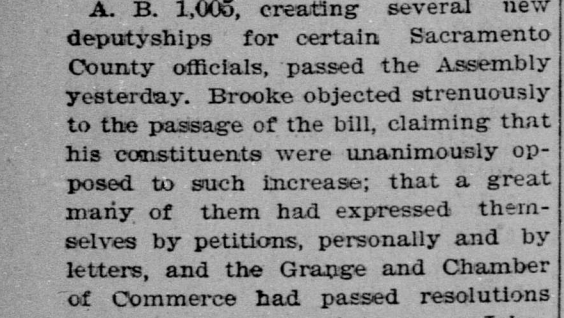 A. B. 1,005, creating several new
deputyships for certain Sacramento
County officials, passed the Assembly
yesterday. Brooke objected strenuously
to the passage of the bill, claiming that
his constituents were unanimously op-
posed to such increase; that a great
many of them had expressed them-
selves by petitions, personally and by
letters, and the Grange and Chamber
of Commerce had passed resolutions